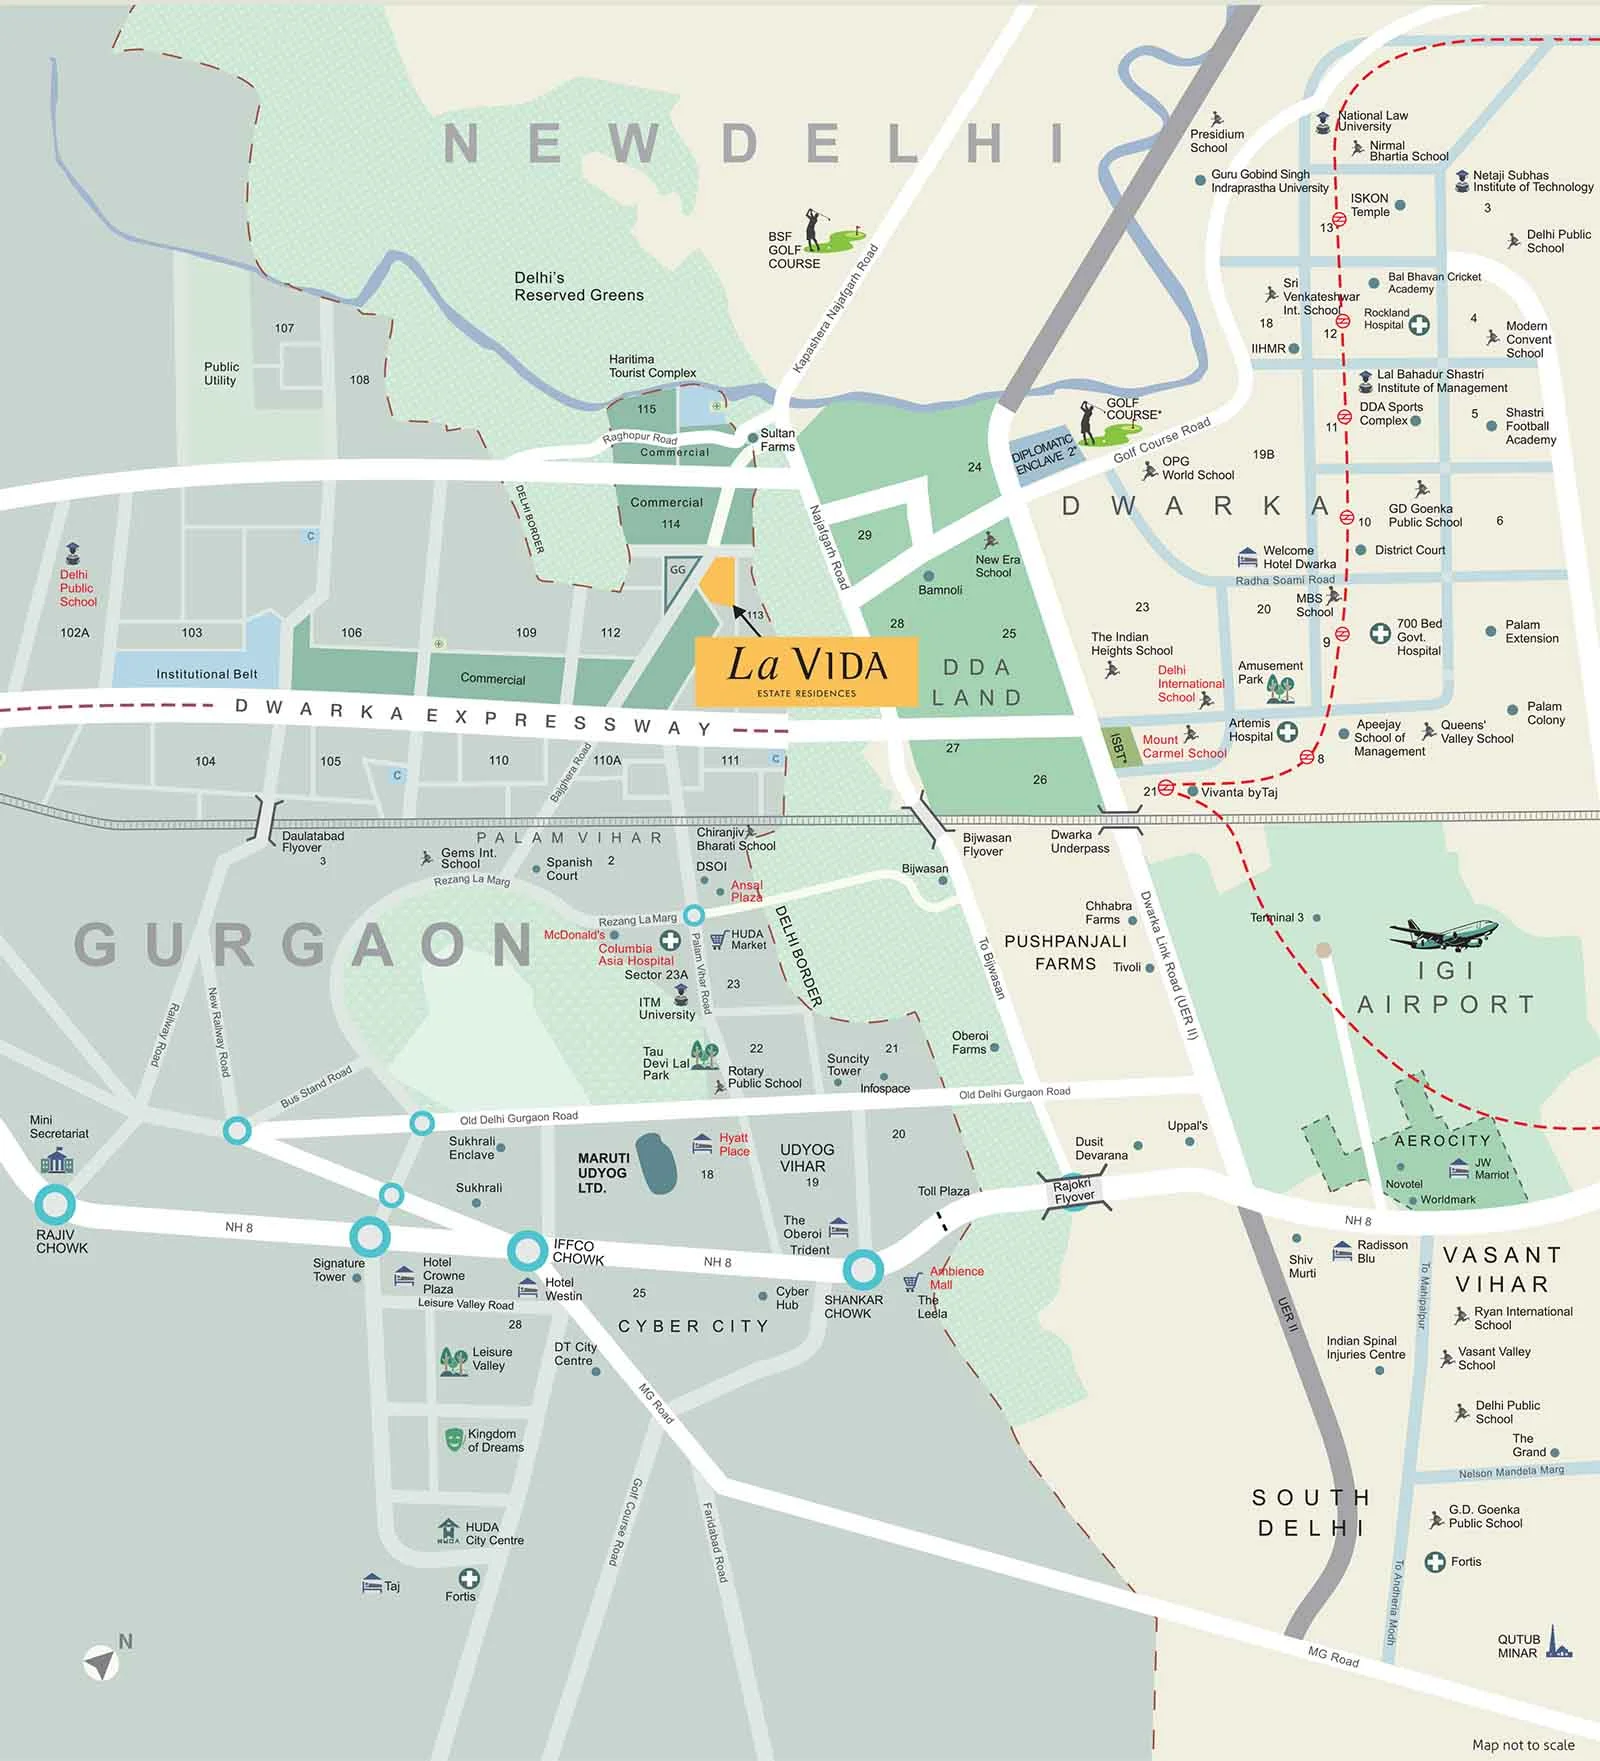 NEW DELHI
Presidium
School
National Law
University
Nirmal
Bhartia School
Guru Gobind Singh
Indraprastha University
Netaji Subhas
Institute of Technology
3
ISKON
Temple
13
Delhi Public
School
BSF
GOLF
COURSE
Kapashera Najafgarh Road
Delhi's
Reserved Greens
Sri
Venkateshwar
Int. School
Bal Bhavan Cricket
Academy
18
12
Rockland
Hospital
4
Modern
Convent
School
IIHMR
107
108
Public
Utility
Haritima
Tourist Complex
Lal Bahadur Shastri
Institute of Management
DDA Sports
Complex
11
5
Shastri
Football
Academy
115
Raghopur Road
Commercial
Sultan
Farms
GOLF
COURSE*
DIPLOMATIC
ENCLAVE 2*
Golf Course Road
24
OPG
World School
19B
DWARKA
GD Goenka
Public School
10
6
DELHI BORDER
Commercial
114
Najafgarh Road
29
New Era
School
Bamnoli
Welcome
Hotel Dwarka
District Court
Radha Soami Road
C
Delhi
Public
School
102A
103
106
109
112
GG
113
28
25
23
20
MBS
School
9
700 Bed
Govt.
Hospital
Palam
Extension
The Indian
Heights School
Institutional Belt
Commercial
La VIDA
ESTATE RESIDENCES
DDA
LAND
Delhi
International
School
Amusement
Park
DWARKA EXPRESSWAY
ISBT*
Mount
Carmel School
Artemis
Hospital
Apeejay
School of
Management
Queens'
Valley School
Palam
Colony
104
105
C
110
Bajghera Road
110A
111
C
27
26
8
21
Vivanta byTaj
Daulatabad
Flyover
3
PALAM VIHAR
Gems Int.
School
Spanish
Court
2
Chiranjiv
Bharati School
Bijwasan
Flyover
Dwarka
Underpass
DSOI
Ansal
Plaza
Bijwasan
Rezang La Marg
Rezang La Marg
GURGAON
McDonald's
Columbia
Asia Hospital
HUDA
Market
Sector 23A
23
ITM
University
Palam Vihar Road
DELHI BORDER
To Bijwasan
Chhabra
Farms
PUSHPANJALI
FARMS
Tivoli
Dwarka Link Road (UER II)
Terminal 3
IGI
AIRPORT
Railway Road
New Railway Road
Bus Stand Road
Tau
Devi Lal
Park
22
Rotary
Public School
Suncity
Tower
21
Infospace
Oberoi
Farms
Old Delhi Gurgaon Road
Old Delhi Gurgaon Road
Mini
Secretariat
Sukhrali
Enclave
Sukhrali
MARUTI
UDYOG
LTD.
Hyatt
Place
18
UDYOG
VIHAR
19
20
Dusit
Devarana
Uppal's
AEROCITY
JW
Marriot
Novotel
Worldmark
Toll Plaza
Rajokri
Flyover
RAJIV
CHOWK
NH 8
IFFCO
CHOWK
NH 8
The
Oberoi
Trident
NH 8
Signature
Tower
Hotel
Crowne
Plaza
Hotel
Westin
Leisure Valley Road
28
25
Cyber
Hub
SHANKAR
CHOWK
Ambience
Mall
The
Leela
Shiv
Murti
Radisson
Blu
VASANT
VIHAR
CYBER CITY
Leisure
Valley
DT City
Centre
MG Road
UER II
To Mahipalpur
Ryan International
School
Indian Spinal
Injuries Centre
Vasant Valley
School
Delhi Public
School
The
Grand
Nelson Mandela Marg
Kingdom
of Dreams
HUDA
City Centre
Golf Course Road
Faridabad Road
SOUTH
DELHI
G.D. Goenka
Public School
Fortis
To Andheria Modh
Taj
Fortis
N
MG Road
QUTUB
MINAR
Map not to scale